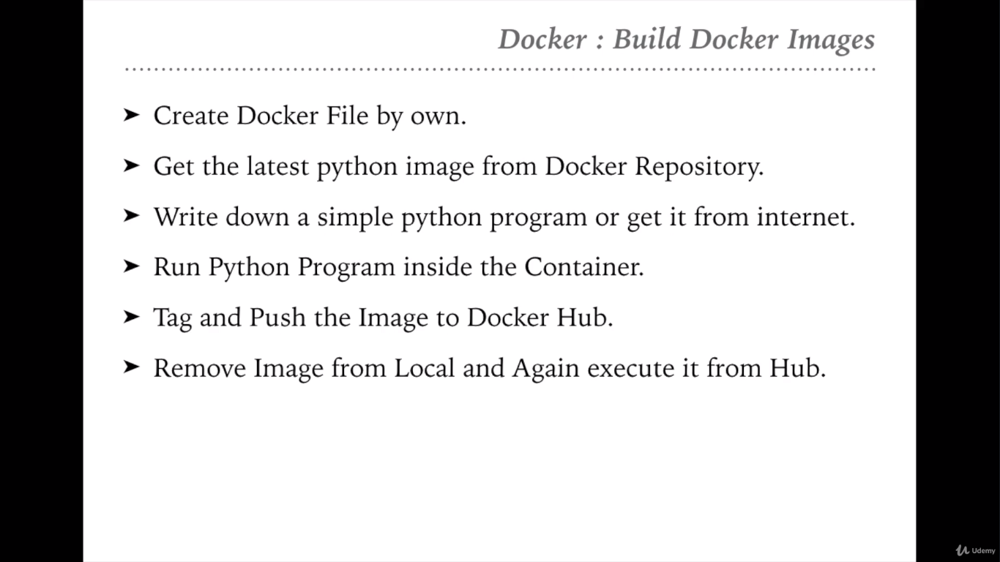 Docker : Build Docker Images
➤ Create Docker File by own.
➤ Get the latest python image from Docker Repository.
➤ Write down a simple python program or get it from internet.
➤ Run Python Program inside the Container.
➤ Tag and Push the Image to Docker Hub.
➤ Remove Image from Local and Again execute it from Hub.
Udemy